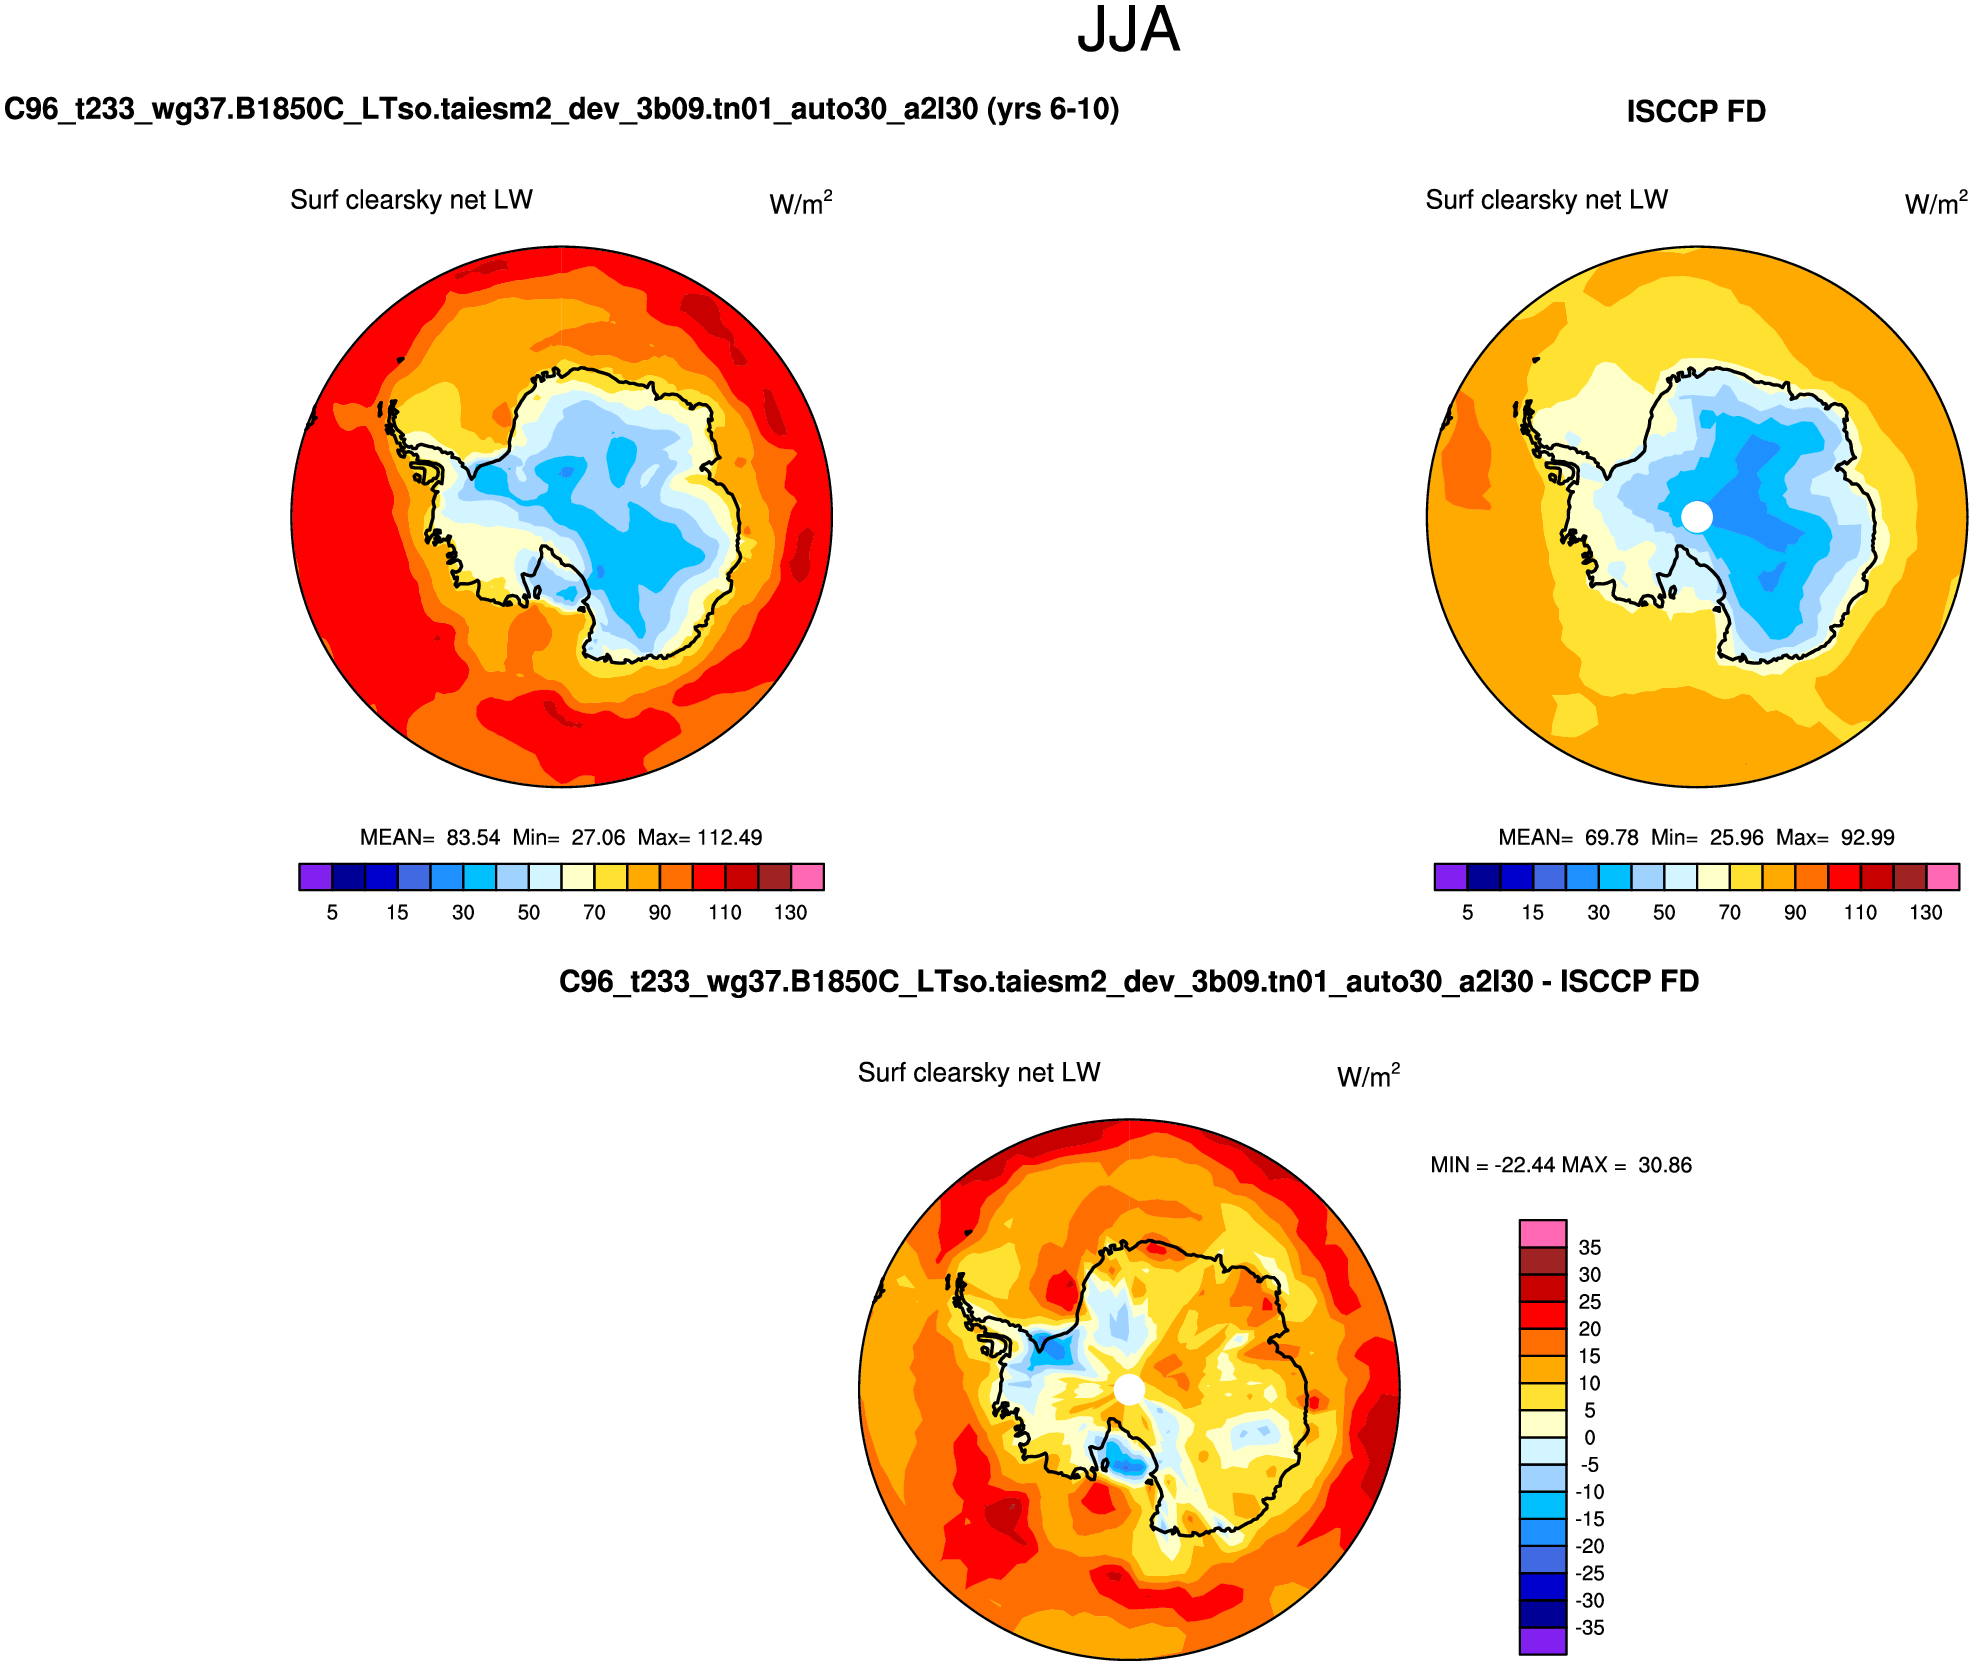 JJA
C96_t233_wg37.B1850C_LTso.taiesm2_dev_3b09.tn01_auto30_a2l30 (yrs 6-10)
ISCCP FD
Surf clearsky net LW W/m²
Surf clearsky net LW W/m²
MEAN= 83.54 Min= 27.06 Max= 112.49
MEAN= 69.78 Min= 25.96 Max= 92.99
5 15 30 50 70 90 110 130
5 15 30 50 70 90 110 130
C96_t233_wg37.B1850C_LTso.taiesm2_dev_3b09.tn01_auto30_a2l30 - ISCCP FD
Surf clearsky net LW W/m²
MIN = -22.44 MAX = 30.86
35
30
25
20
15
10
5
0
-5
-10
-15
-20
-25
-30
-35